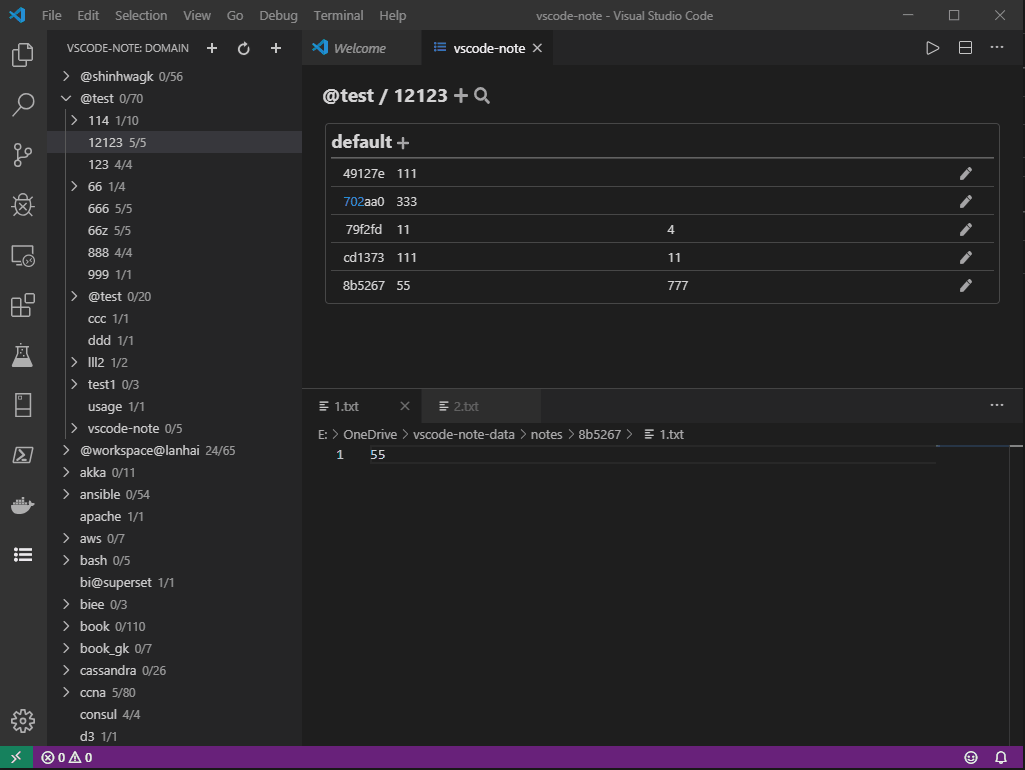 File Edit Selection View Go Debug Terminal Help vscode-note - Visual Studio Code
VSCODE-NOTE: DOMAIN
@shinhwagk 0/56
@test 0/70
114 1/10
12123 5/5
123 4/4
66 1/4
666 5/5
66z 5/5
888 4/4
999 1/1
@test 0/20
ccc 1/1
ddd 1/1
lll2 1/2
test1 0/3
usage 1/1
vscode-note 0/5
@workspace@lanhai 24/65
akka 0/11
ansible 0/54
apache 1/1
aws 0/7
bash 0/5
bi@superset 1/1
biee 0/3
book 0/110
book_gk 0/7
cassandra 0/26
ccna 5/80
consul 4/4
d3 1/1
Welcome vscode-note
@test / 12123
default
49127e 111
702aa0 333
79f2fd 11 4
cd1373 111 11
8b5267 55 777
1.txt 2.txt
E: > OneDrive > vscode-note-data > notes > 8b5267 > 1.txt
1 55
0 0